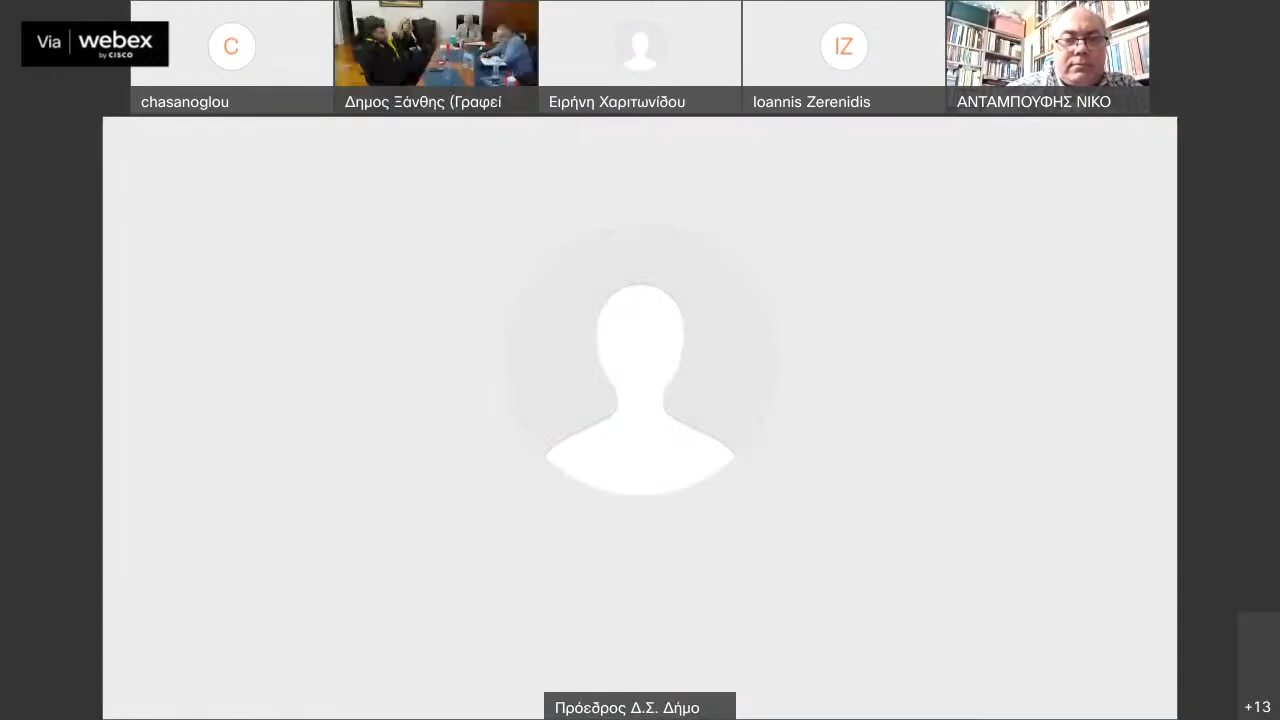 Via webex
by CISCO
C
IZ
chasanoglou
Δημος Ξάνθης (Γραφεί
Ειρήνη Χαριτωνίδου
Ioannis Zerenidis
ΑΝΤΑΜΠΟΥΦΗΣ ΝΙΚΟ
Πρόεδρος Δ.Σ. Δήμο
+13